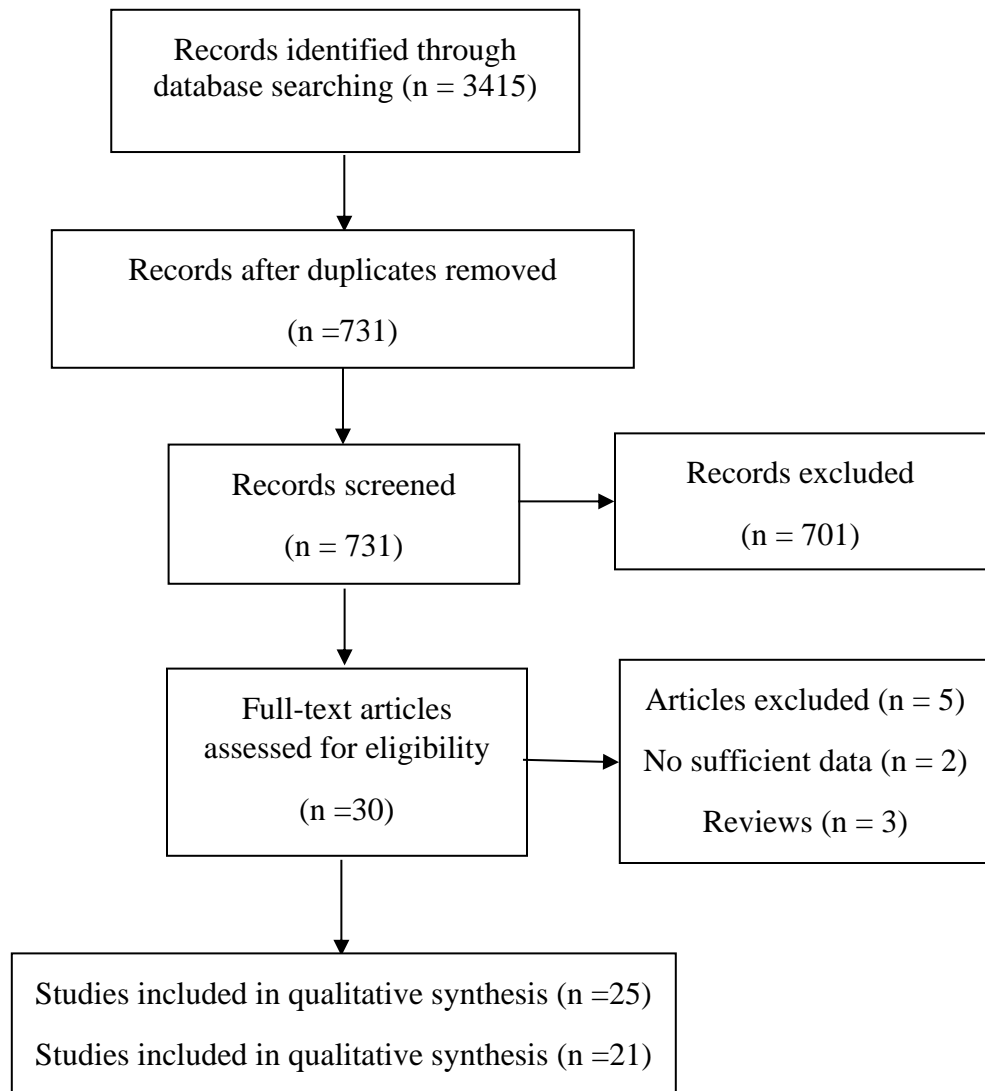 Records identified through
database searching (n = 3415)
Records after duplicates removed
(n =731)
Records screened
(n = 731)
Records excluded
(n = 701)
Full-text articles
assessed for eligibility
(n =30)
Articles excluded (n = 5)
No sufficient data (n = 2)
Reviews (n = 3)
Studies included in qualitative synthesis (n =25)
Studies included in qualitative synthesis (n =21)